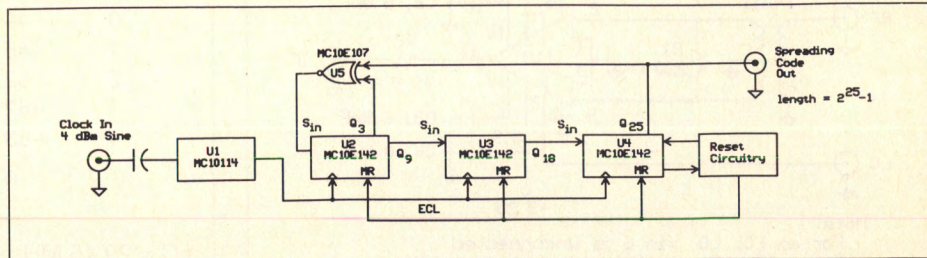 MC10E107
U5
Spreading
Code
Out
length = 2^25-1
Clock In
4 dBm Sine
U1
MC10114
S_in
Q_3
U2
MC10E142
MR
Q_9
S_in
U3
MC10E142
MR
Q_18
S_in
Q_25
U4
MC10E142
MR
Reset
Circuitry
ECL